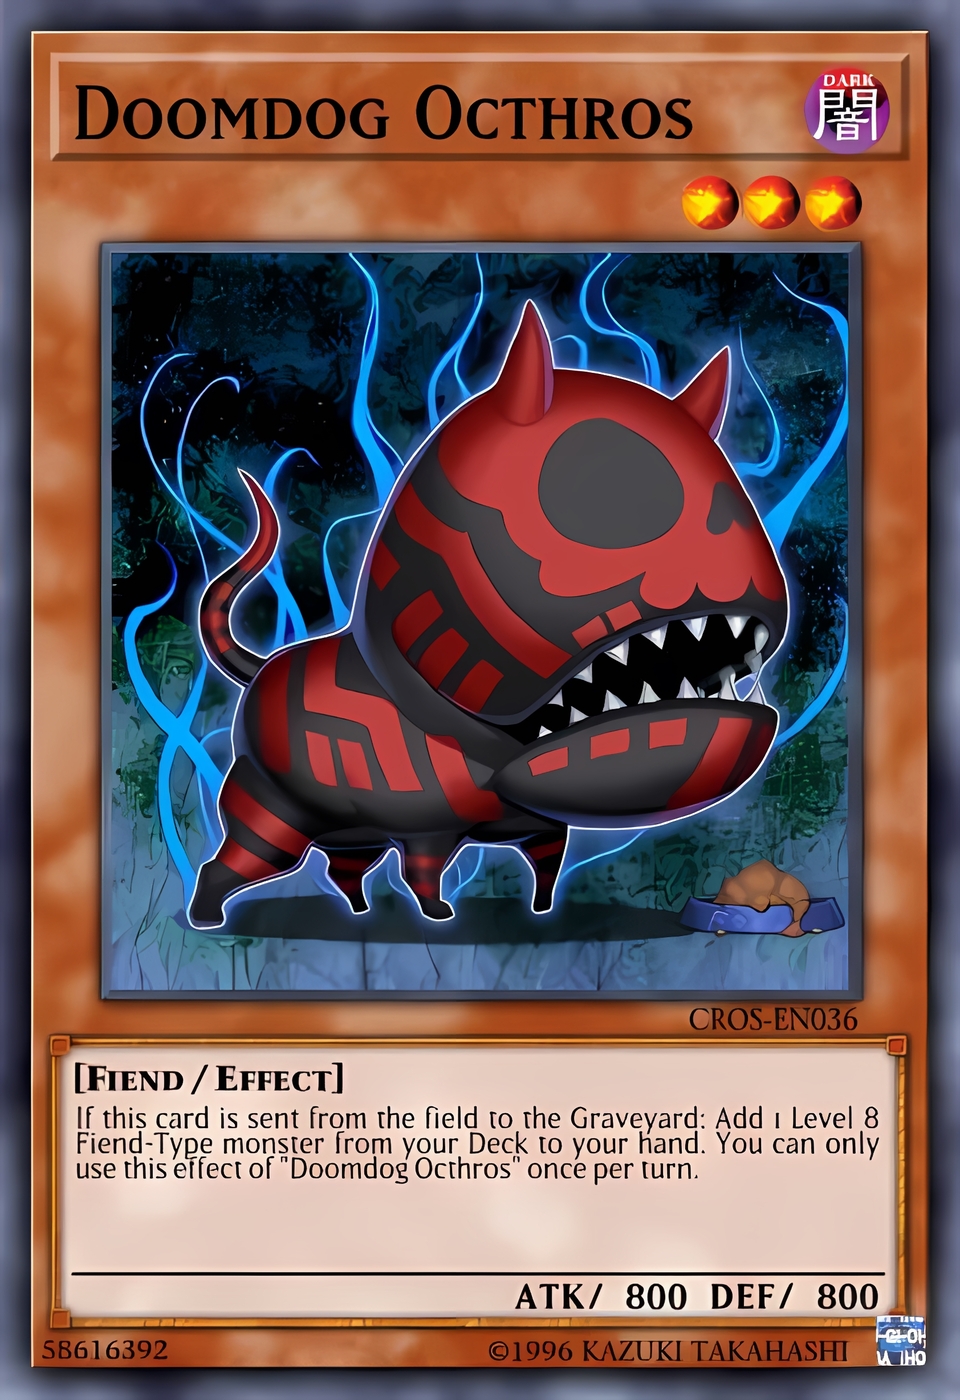 DOOMDOG OCTHROS
DARK
闇
CROS-EN036
[FIEND / EFFECT]
If this card is sent from the field to the Graveyard: Add 1 Level 8
Fiend-Type monster from your Deck to your hand. You can only
use this effect of "Doomdog Octhros" once per turn.
ATK/ 800 DEF/ 800
58616392
©1996 KAZUKI TAKAHASHI